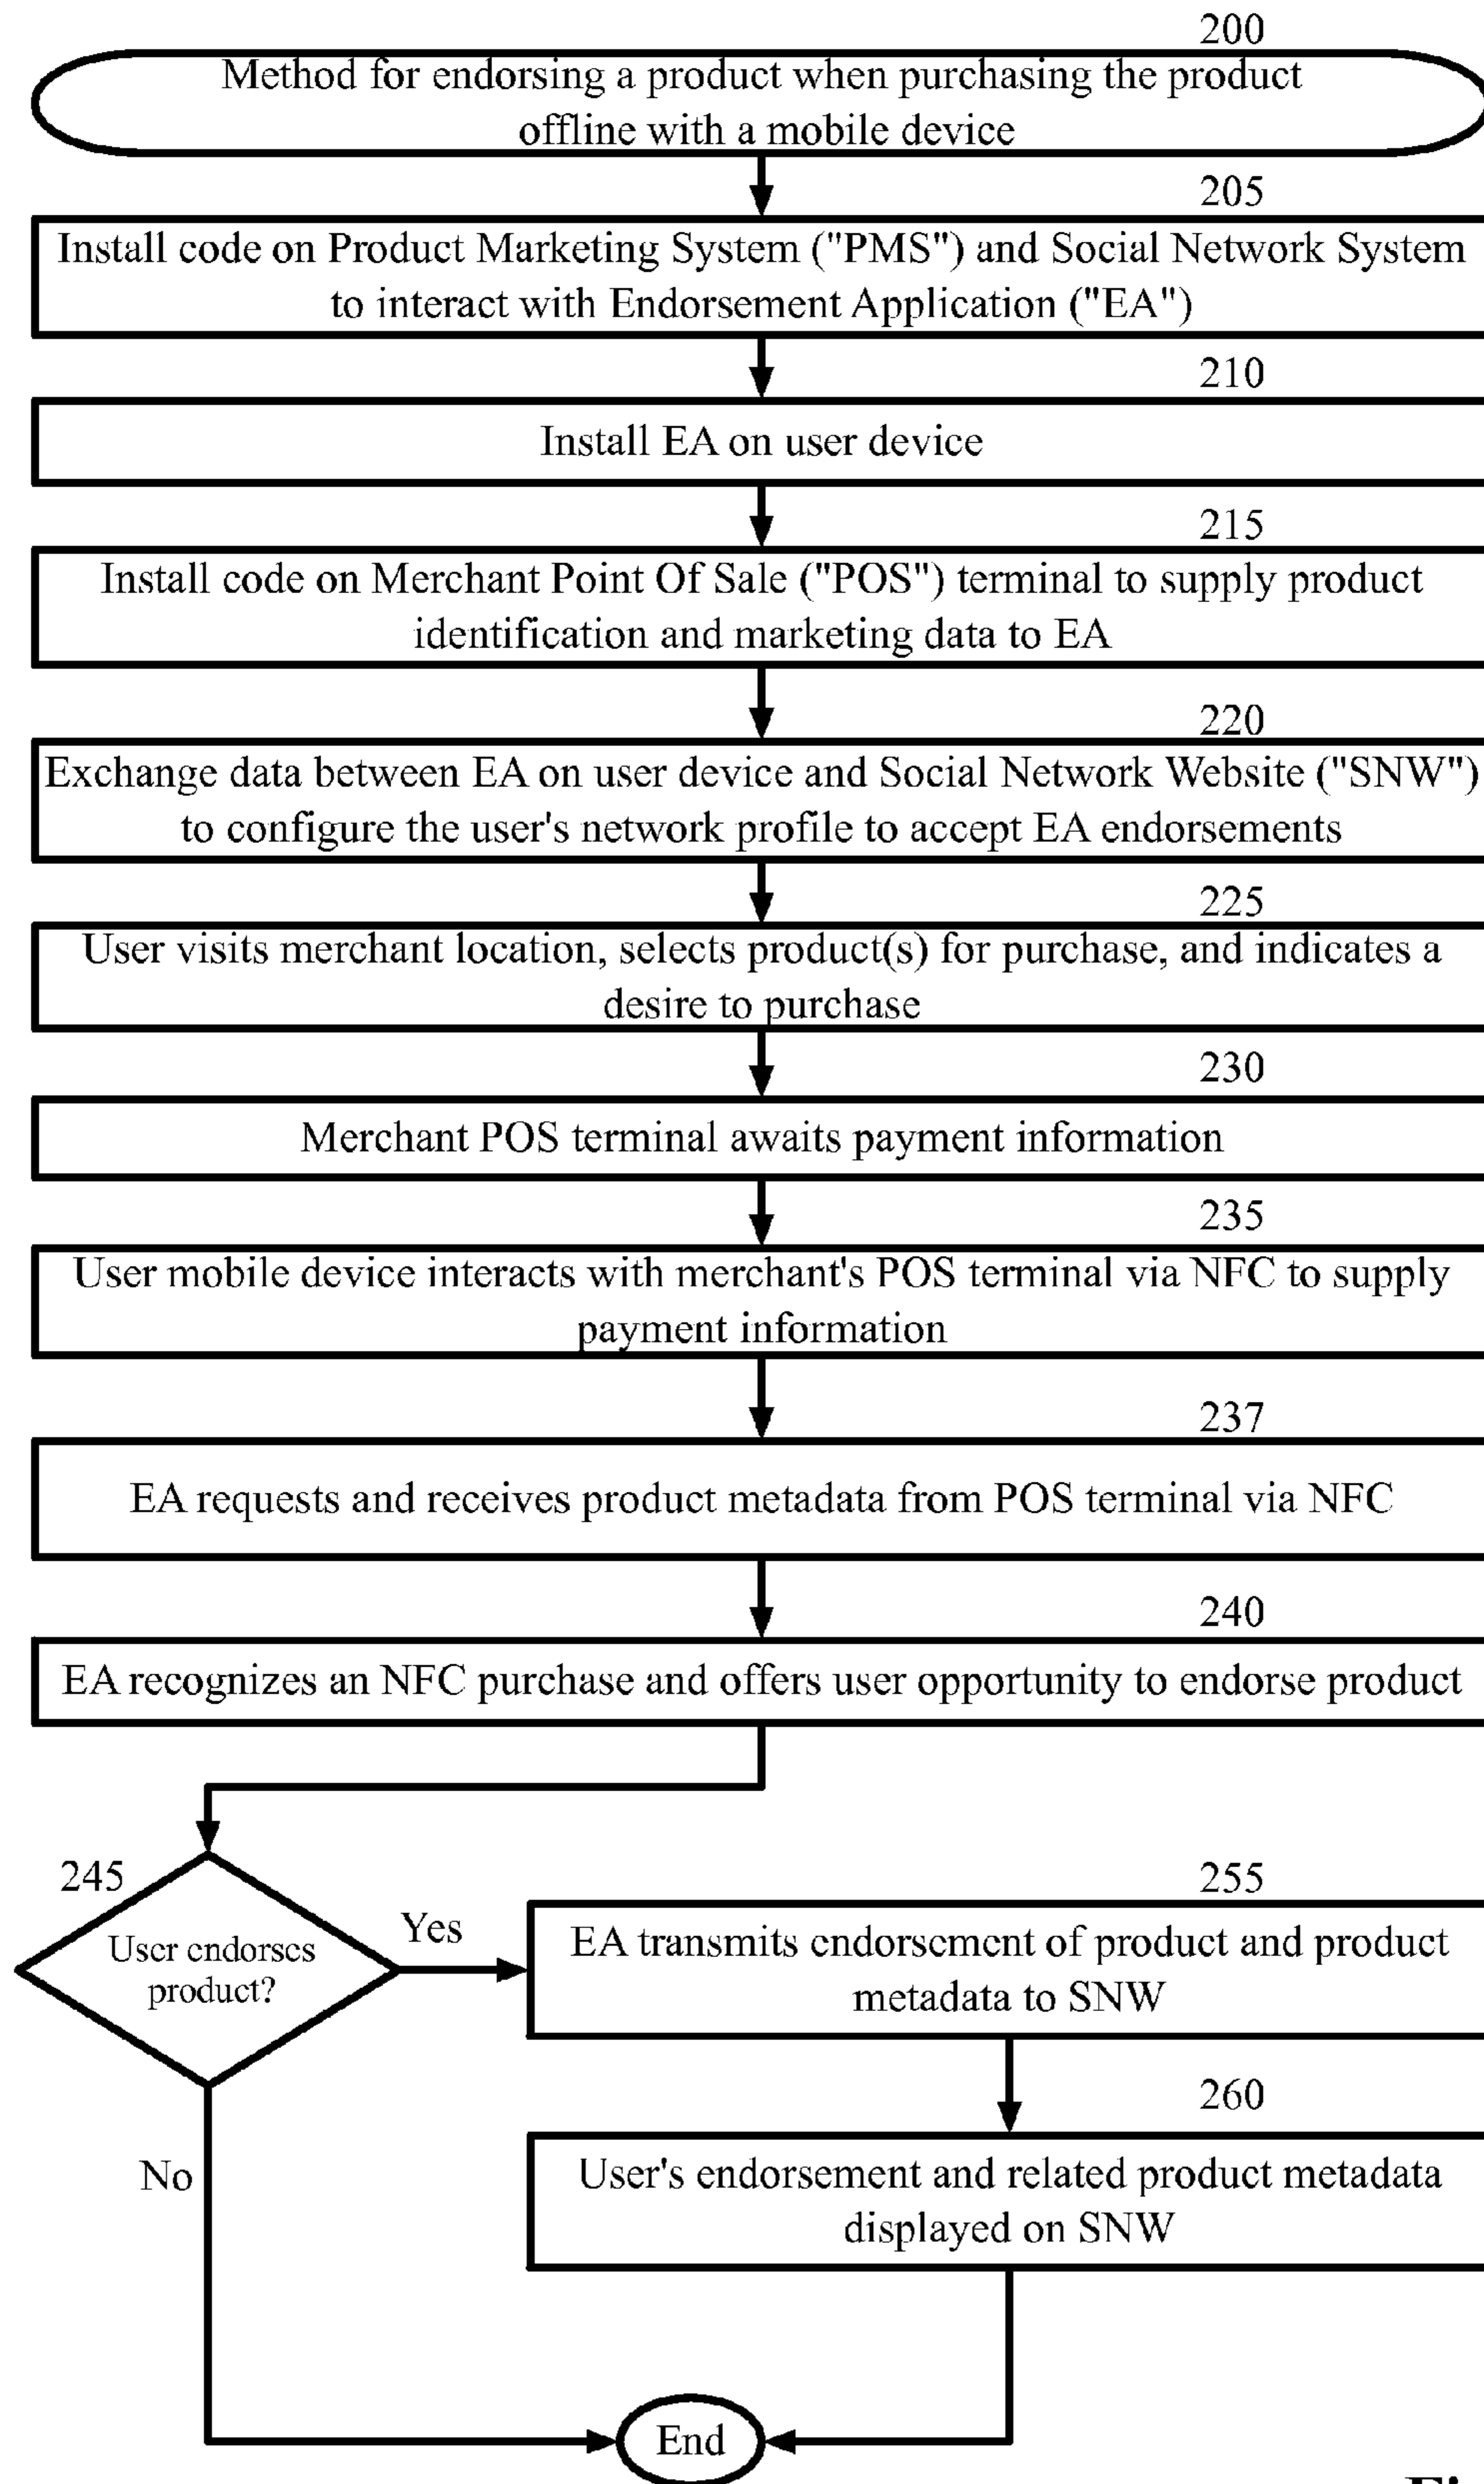 200
Method for endorsing a product when purchasing the product
offline with a mobile device
205
Install code on Product Marketing System ("PMS") and Social Network System
to interact with Endorsement Application ("EA")
210
Install EA on user device
215
Install code on Merchant Point Of Sale ("POS") terminal to supply product
identification and marketing data to EA
220
Exchange data between EA on user device and Social Network Website ("SNW")
to configure the user's network profile to accept EA endorsements
225
User visits merchant location, selects product(s) for purchase, and indicates a
desire to purchase
230
Merchant POS terminal awaits payment information
235
User mobile device interacts with merchant's POS terminal via NFC to supply
payment information
237
EA requests and receives product metadata from POS terminal via NFC
240
EA recognizes an NFC purchase and offers user opportunity to endorse product
245
User endorses
product?
Yes
255
EA transmits endorsement of product and product
metadata to SNW
260
User's endorsement and related product metadata
displayed on SNW
No
End